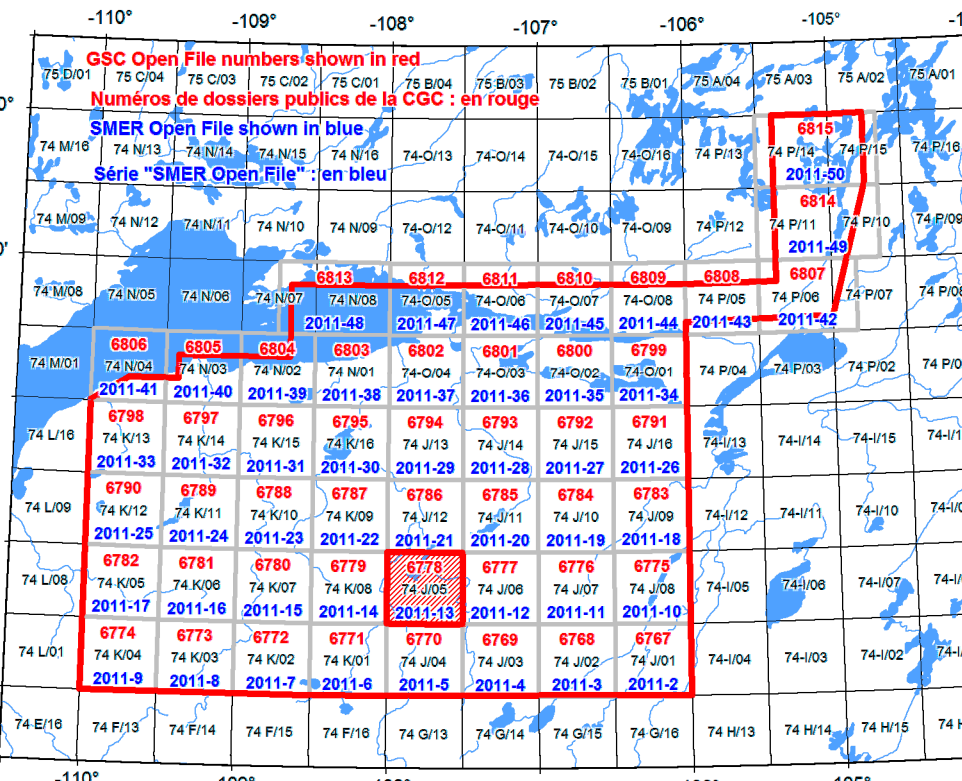 -110° -109° -108° -107° -106° -105° -1
GSC Open File numbers shown in red
75 D/01 75 C/04 75 C/03 75 C/02 75 C/01 75 B/04 75 B/03 75 B/02 75 B/01 75 A/04 75 A/03 75 A/02 75 A/01
Numéros de dossiers publics de la CGC : en rouge
0°
SMER Open File shown in blue
6815
74 M/16 74 N/13 74 N/14 74 N/15 74 N/16 74-O/13 74-O/14 74-O/15 74-O/16 74 P/13 74 P/14 74 P/15 74 P/16
Série "SMER Open File" : en bleu
2011-50
6814
74 M/09 74 N/12 74 N/11 74 N/10 74 N/09 74-O/12 74-O/11 74-O/10 74-O/09 74 P/12 74 P/11 74 P/10 74 P/09
0'
2011-49
6813 6812 6811 6810 6809 6808 6807
74 M/08 74 N/05 74 N/06 74 N/07 74 N/08 74-O/05 74-O/06 74-O/07 74-O/08 74 P/05 74 P/06 74 P/07 74 P/08
2011-48 2011-47 2011-46 2011-45 2011-44 2011-43 2011-42
6806 6805 6804 6803 6802 6801 6800 6799
74 M/01 74 N/04 74 N/03 74 N/02 74 N/01 74-O/04 74-O/03 74-O/02 74-O/01 74 P/04 74 P/03 74 P/02 74 P/0
2011-41 2011-40 2011-39 2011-38 2011-37 2011-36 2011-35 2011-34
6798 6797 6796 6795 6794 6793 6792 6791
74 L/16 74 K/13 74 K/14 74 K/15 74 K/16 74 J/13 74 J/14 74 J/15 74 J/16 74-I/13 74-I/14 74-I/15 74-I/1
2011-33 2011-32 2011-31 2011-30 2011-29 2011-28 2011-27 2011-26
6790 6789 6788 6787 6786 6785 6784 6783
74 L/09 74 K/12 74 K/11 74 K/10 74 K/09 74 J/12 74 J/11 74 J/10 74 J/09 74-I/12 74-I/11 74-I/10 74-I/0
2011-25 2011-24 2011-23 2011-22 2011-21 2011-20 2011-19 2011-18
6782 6781 6780 6779 6778 6777 6776 6775
74 L/08 74 K/05 74 K/06 74 K/07 74 K/08 74 J/05 74 J/06 74 J/07 74 J/08 74-I/05 74-I/06 74-I/07 74-I/
2011-17 2011-16 2011-15 2011-14 2011-13 2011-12 2011-11 2011-10
6774 6773 6772 6771 6770 6769 6768 6767
74 L/01 74 K/04 74 K/03 74 K/02 74 K/01 74 J/04 74 J/03 74 J/02 74 J/01 74-I/04 74-I/03 74-I/02 74-I/
2011-9 2011-8 2011-7 2011-6 2011-5 2011-4 2011-3 2011-2
74 E/16 74 F/13 74 F/14 74 F/15 74 F/16 74 G/13 74 G/14 74 G/15 74 G/16 74 H/13 74 H/14 74 H/15 74 H